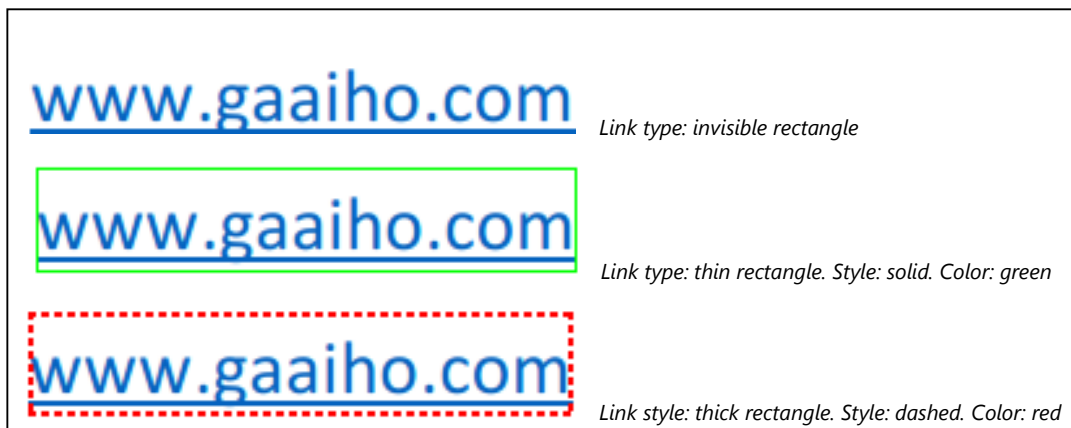 www.gaaiho.com
Link type: invisible rectangle
www.gaaiho.com
Link type: thin rectangle. Style: solid. Color: green
www.gaaiho.com
Link style: thick rectangle. Style: dashed. Color: red